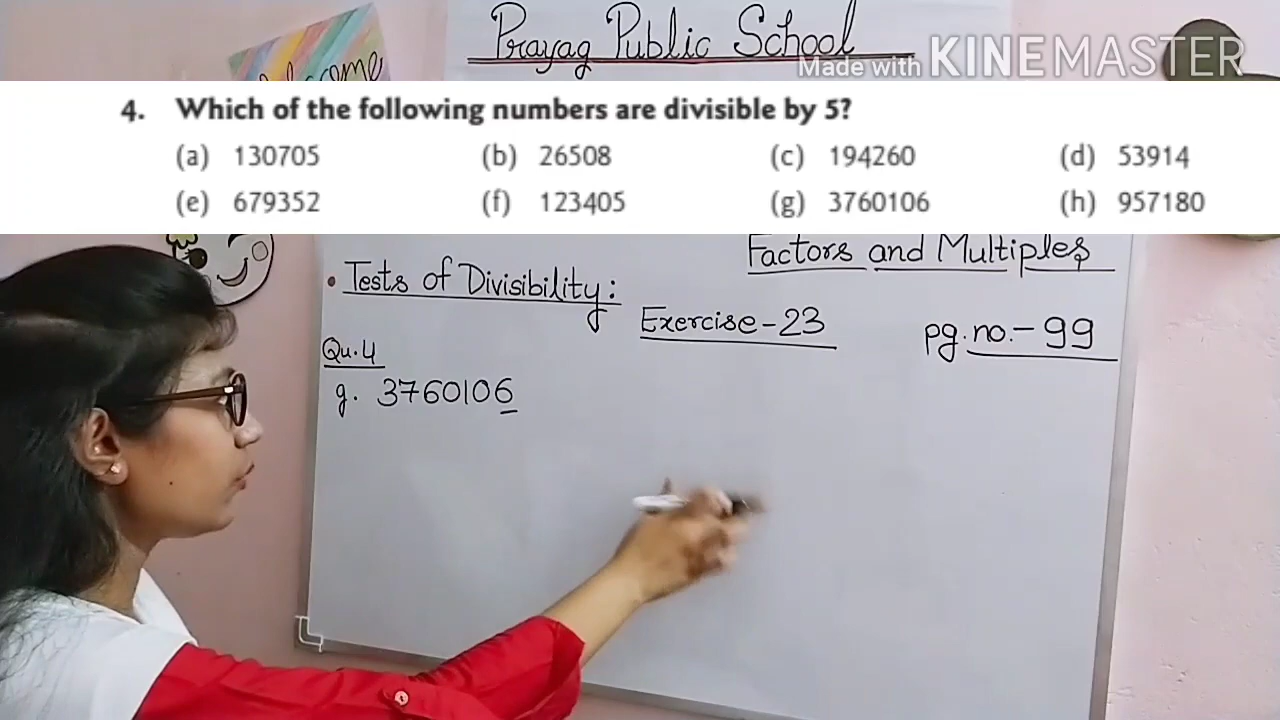 Prayag Public School
Welcome
Made with KINEMASTER
4. Which of the following numbers are divisible by 5?
(a) 130705 (b) 26508 (c) 194260 (d) 53914
(e) 679352 (f) 123405 (g) 3760106 (h) 957180
Factors and Multiples
• Tests of Divisibility:
Exercise-23 pg.no.-99
Qu.4
g. 3760106